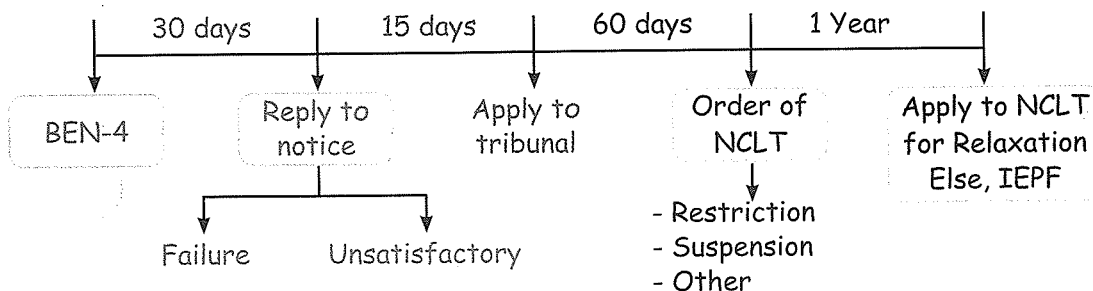 30 days 15 days 60 days 1 Year
BEN-4
Reply to
notice
Apply to
tribunal
Order of
NCLT
Apply to NCLT
for Relaxation
Else, IEPF
Failure
Unsatisfactory
- Restriction
- Suspension
- Other